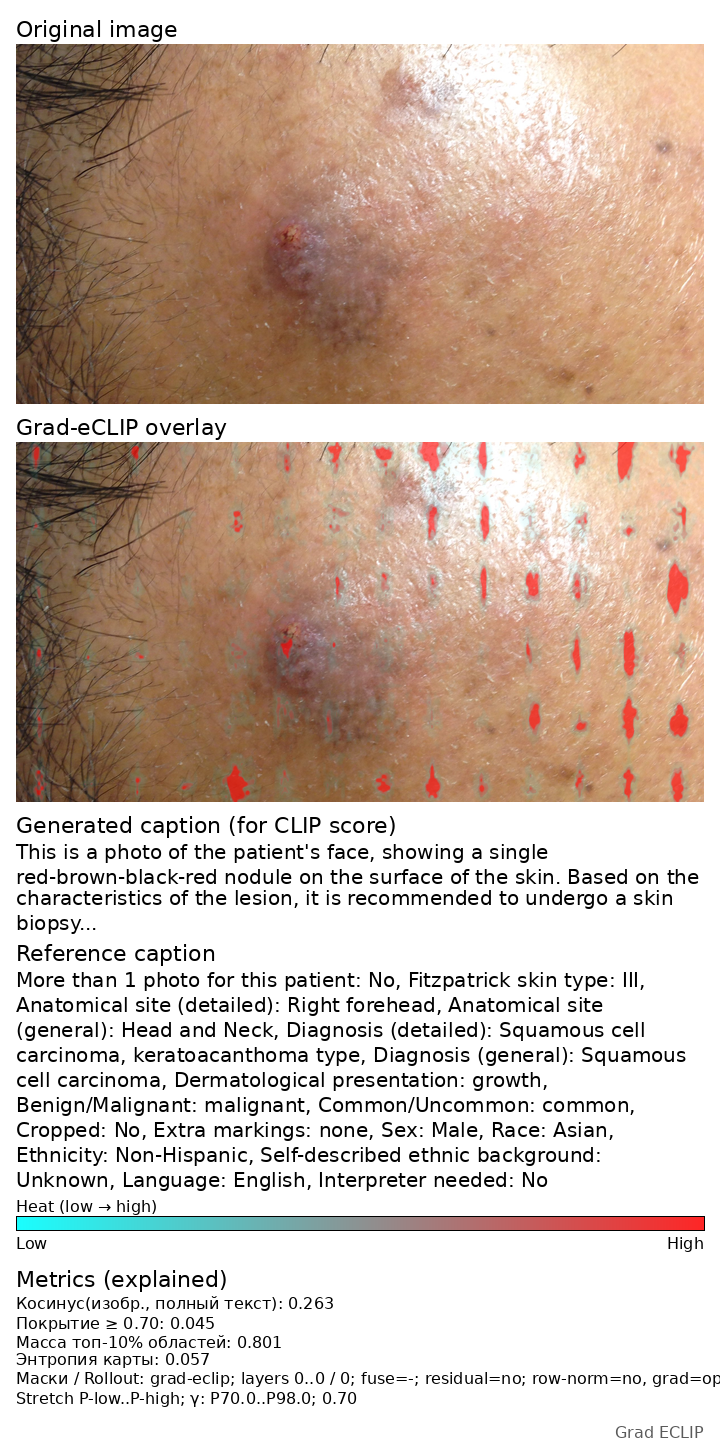 Original image
Grad-eCLIP overlay
Generated caption (for CLIP score)
This is a photo of the patient's face, showing a single
red-brown-black-red nodule on the surface of the skin. Based on the
characteristics of the lesion, it is recommended to undergo a skin
biopsy...
Reference caption
More than 1 photo for this patient: No, Fitzpatrick skin type: III,
Anatomical site (detailed): Right forehead, Anatomical site
(general): Head and Neck, Diagnosis (detailed): Squamous cell
carcinoma, keratoacanthoma type, Diagnosis (general): Squamous
cell carcinoma, Dermatological presentation: growth,
Benign/Malignant: malignant, Common/Uncommon: common,
Cropped: No, Extra markings: none, Sex: Male, Race: Asian,
Ethnicity: Non-Hispanic, Self-described ethnic background:
Unknown, Language: English, Interpreter needed: No
Heat (low → high)
Low High
Metrics (explained)
Косинус(изобр., полный текст): 0.263
Покрытие ≥ 0.70: 0.045
Масса топ-10% областей: 0.801
Энтропия карты: 0.057
Маски / Rollout: grad-eclip; layers 0..0 / 0; fuse=-; residual=no; row-norm=no, grad=op
Stretch P-low..P-high; γ: P70.0..P98.0; 0.70
Grad ECLIP